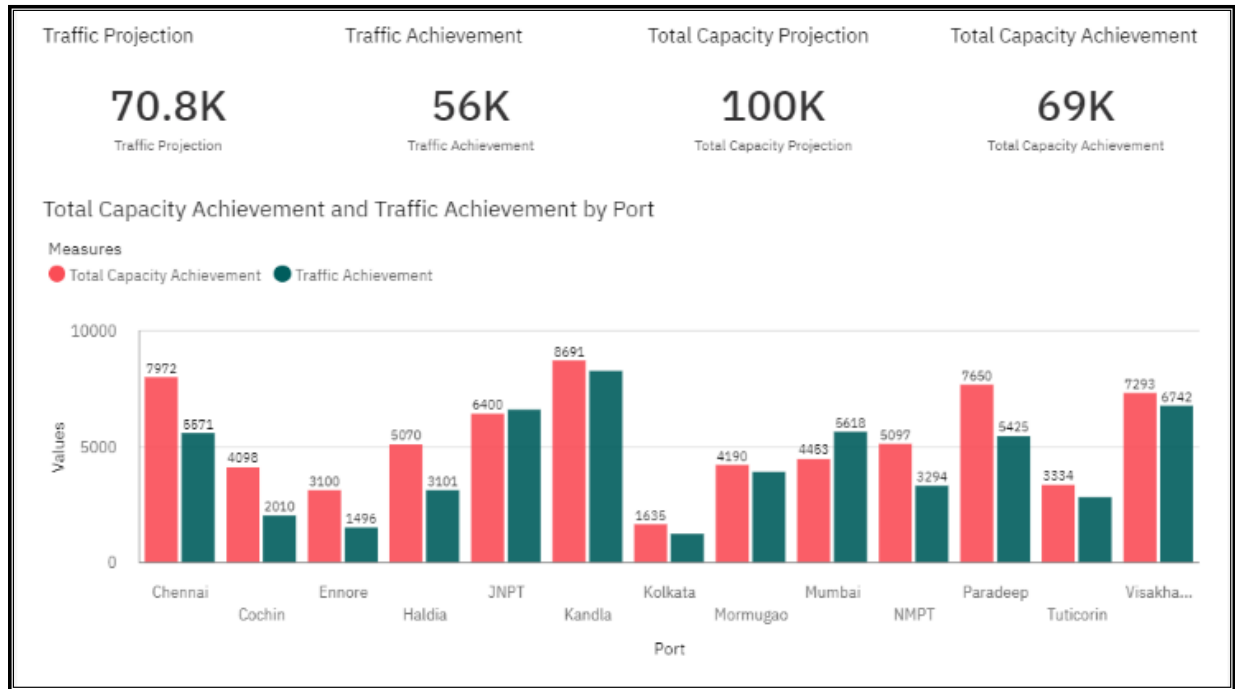 Traffic Projection Traffic Achievement Total Capacity Projection Total Capacity Achievement
70.8K 56K 100K 69K
Traffic Projection Traffic Achievement Total Capacity Projection Total Capacity Achievement
Total Capacity Achievement and Traffic Achievement by Port
Measures
Total Capacity Achievement Traffic Achievement
10000
5000
0
Values
7972 5571 4098 2010 3100 1496 5070 3101 6400 8691 1635 4190 4453 5618 5097 3294 7650 5425 3334 7293 6742
Chennai Ennore JNPT Kolkata Mumbai Paradeep Visakha...
Cochin Haldia Kandla Mormugao NMPT Tuticorin
Port